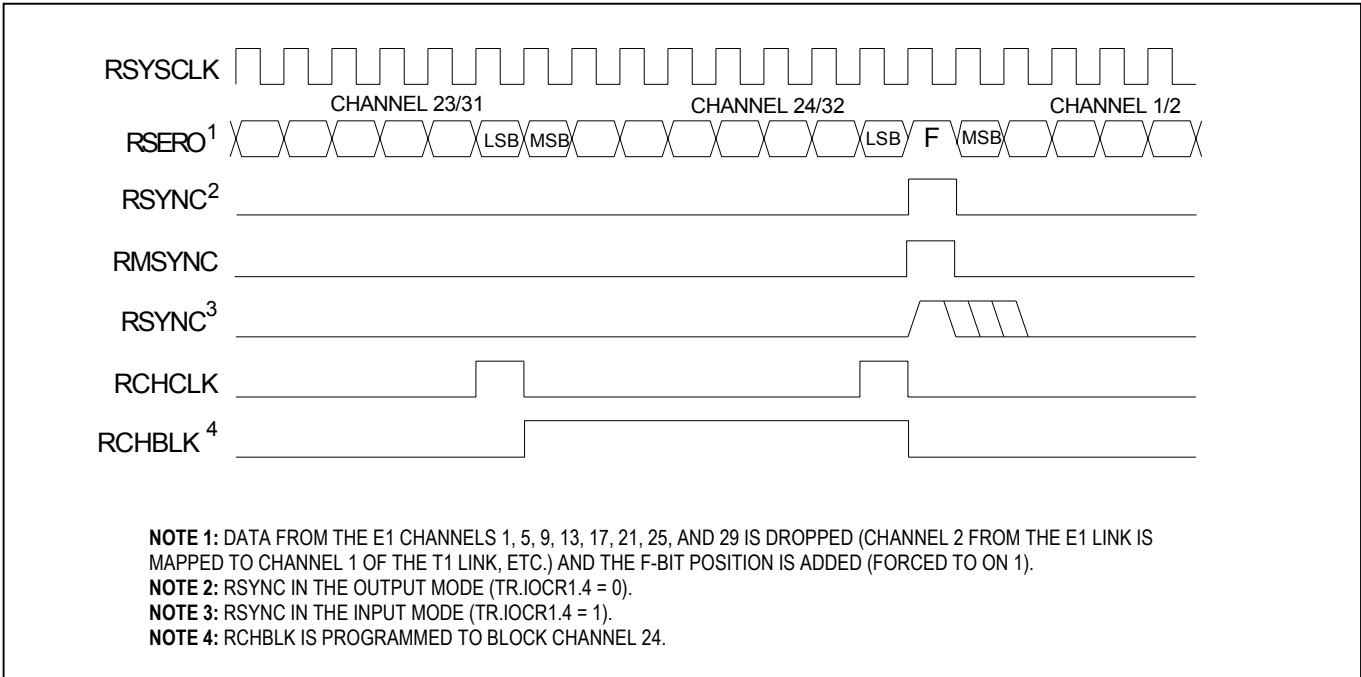 RSYSCLK
CHANNEL 23/31 CHANNEL 24/32 CHANNEL 1/2
RSERO1 LSB MSB LSB F MSB
RSYNC2
RMSYNC
RSYNC3
RCHCLK
RCHBLK 4
NOTE 1: DATA FROM THE E1 CHANNELS 1, 5, 9, 13, 17, 21, 25, AND 29 IS DROPPED (CHANNEL 2 FROM THE E1 LINK IS
MAPPED TO CHANNEL 1 OF THE T1 LINK, ETC.) AND THE F-BIT POSITION IS ADDED (FORCED TO ON 1).
NOTE 2: RSYNC IN THE OUTPUT MODE (TR.IOCR1.4 = 0).
NOTE 3: RSYNC IN THE INPUT MODE (TR.IOCR1.4 = 1).
NOTE 4: RCHBLK IS PROGRAMMED TO BLOCK CHANNEL 24.